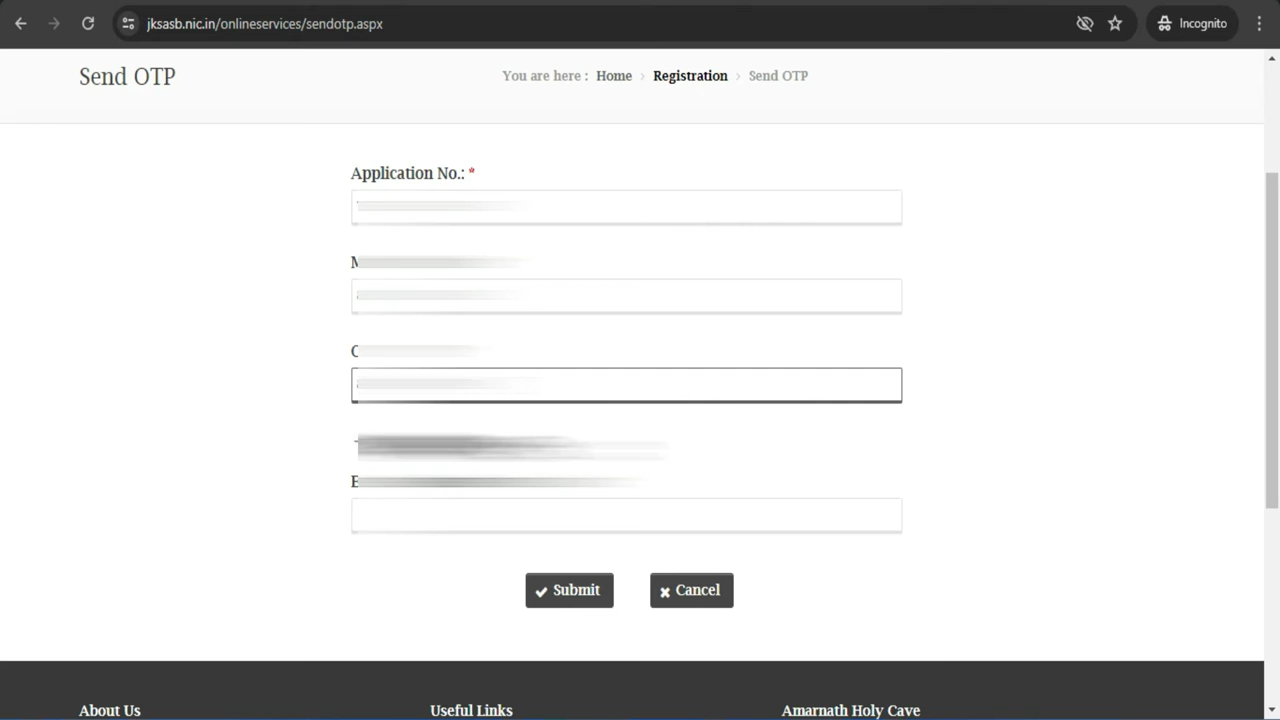 jksasb.nic.in/onlineservices/sendotp.aspx
Incognito
Send OTP
You are here : Home › Registration › Send OTP
Application No.: *
Submit
Cancel
About Us
Useful Links
Amarnath Holy Cave